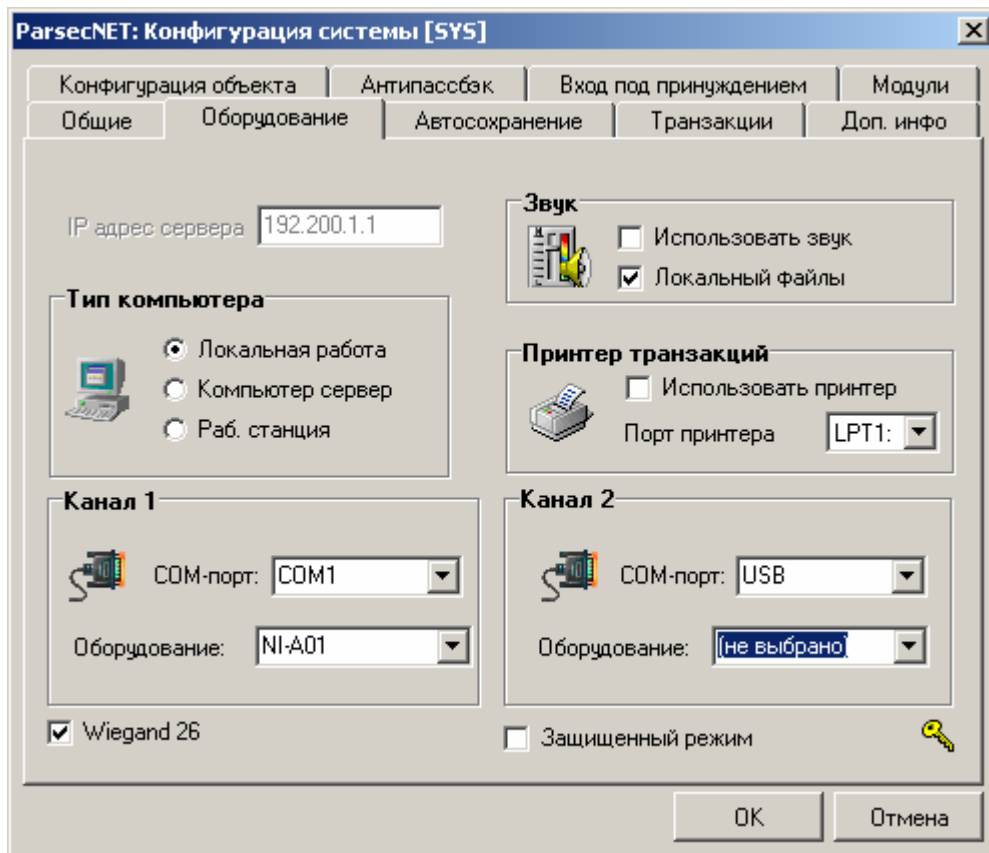 ParsecNET: Конфигурация системы [SYS]
Конфигурация объекта Антипассбэк Вход под принуждением Модули
Общие Оборудование Автосохранение Транзакции Доп. инфо
IP адрес сервера 192.200.1.1
Звук
Использовать звук
Локальный файлы
Тип компьютера
Локальная работа
Компьютер сервер
Раб. станция
Принтер транзакций
Использовать принтер
Порт принтера LPT1:
Канал 1
COM-порт: COM1
Оборудование: NI-A01
Канал 2
COM-порт: USB
Оборудование: (не выбрано)
Wiegand 26
Защищенный режим
OK Отмена